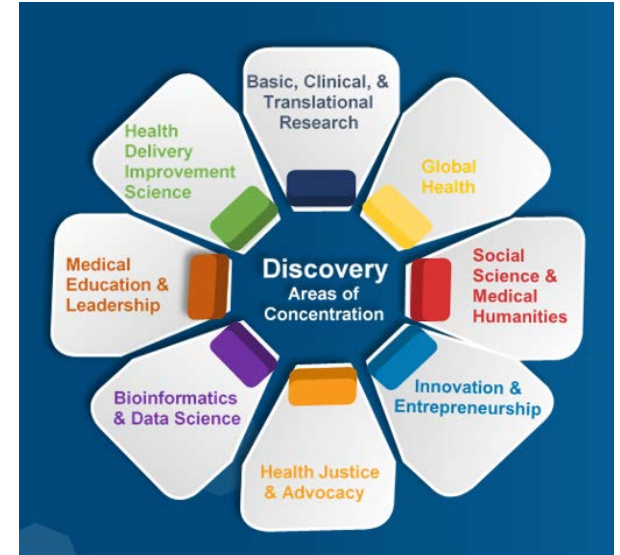 Basic, Clinical, &
Translational
Research
Global
Health
Social
Science &
Medical
Humanities
Innovation &
Entrepreneurship
Health Justice
& Advocacy
Bioinformatics
& Data Science
Medical
Education &
Leadership
Health
Delivery
Improvement
Science
Discovery
Areas of
Concentration